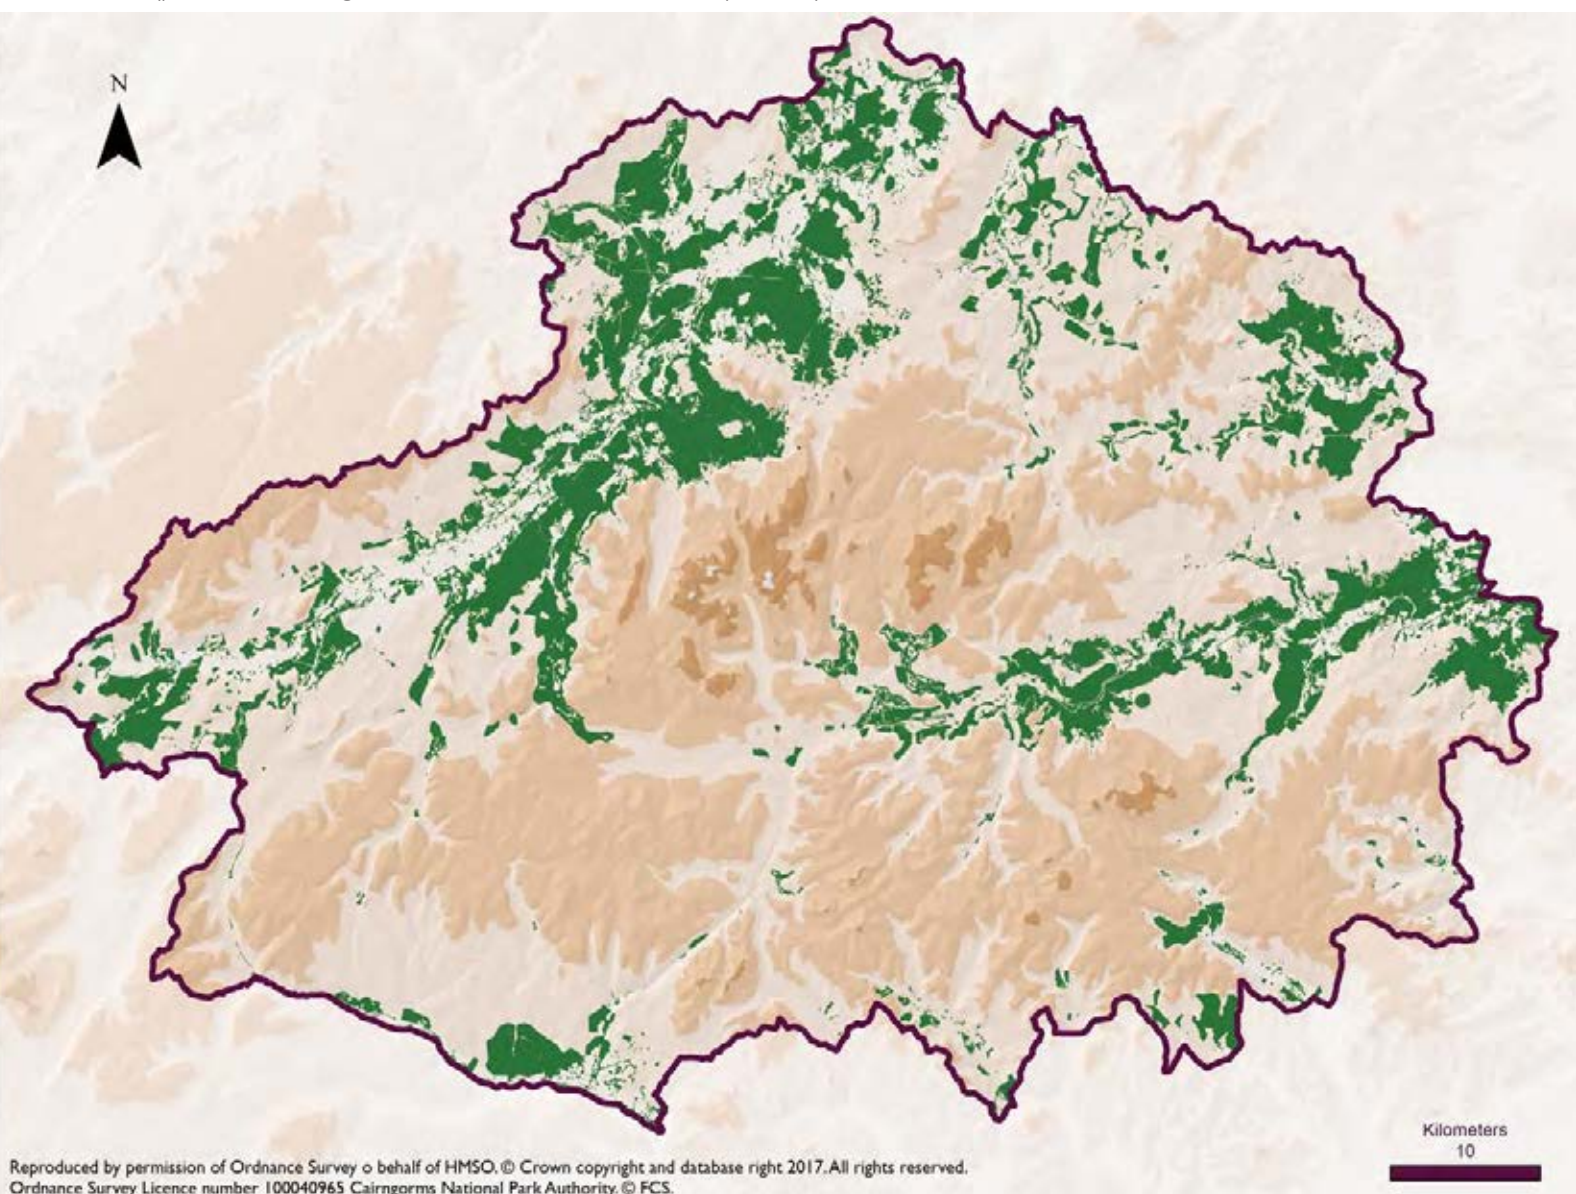 N
Kilometers
10
Reproduced by permission of Ordnance Survey o behalf of HMSO. © Crown copyright and database right 2017. All rights reserved.
Ordnance Survey Licence number 100040965 Cairngorms National Park Authority. © FCS.